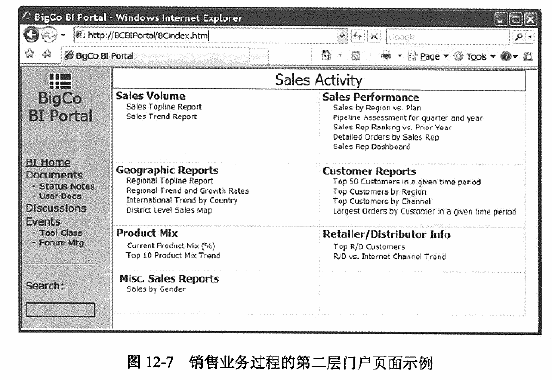 BigCo BI Portal - Windows Internet Explorer
http://BCBIPortal/BCindex.htm
BigCo BI Portal
Page
Tools
Sales Activity
BigCo
BI Portal
BI Home
Documents
- Status Notes
- User Docs
Discussions
Events
- Tool Class
- Forum Mtg
Search:
Sales Volume
Sales Topline Report
Sales Trend Report
Sales Performance
Sales by Region vs. Plan
Pipeline Assessment for quarter and year
Sales Rep Ranking vs. Prior Year
Detailed Orders by Sales Rep
Sales Rep Dashboard
Geographic Reports
Regional Topline Report
Regional Trend and Growth Rates
International Trend by Country
District Level Sales Map
Customer Reports
Top 50 Customers in a given time period
Top Customers by Region
Top Customers by Channel
Largest Orders by Customer in a given time period
Product Mix
Current Product Mix (%)
Top 10 Product Mix Trend
Retailer/Distributor Info
Top R/D Customers
R/D vs. Internet Channel Trend
Misc. Sales Reports
Sales by Gender
图 12-7 销售业务过程的第二层门户页面示例